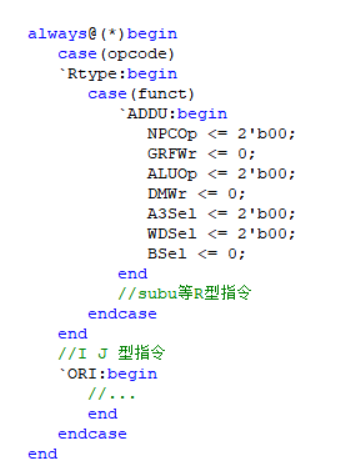 always@(*)begin
case(opcode)
`Rtype:begin
case(funct)
`ADDU:begin
NPCOp <= 2'b00;
GRFWr <= 0;
ALUOp <= 2'b00;
DMWr <= 0;
A3Sel <= 2'b00;
WDSel <= 2'b00;
BSel <= 0;
end
//subu等R型指令
endcase
end
//I J 型指令
`ORI:begin
//...
end
endcase
end